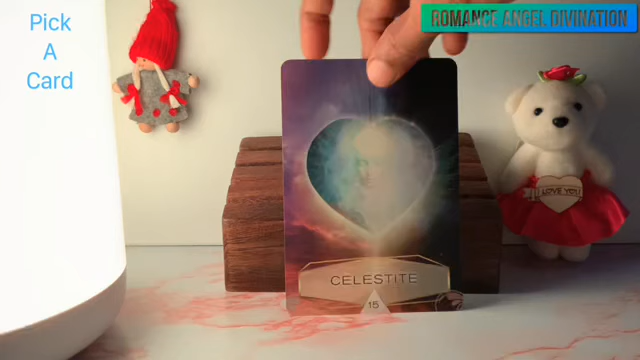 Pick
A
Card
ROMANCE ANGEL DIVINATION
CELESTITE
15
LOVE YOU